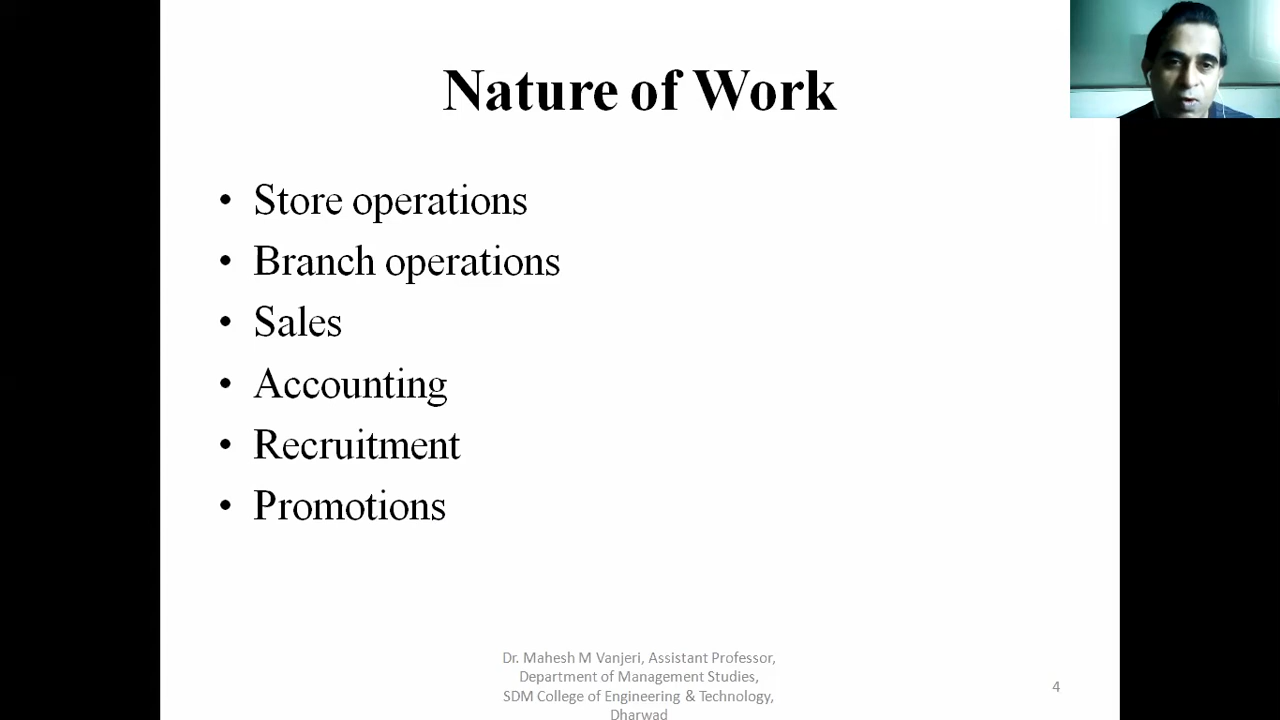 Nature of Work
• Store operations
• Branch operations
• Sales
• Accounting
• Recruitment
• Promotions
Dr. Mahesh M Vanjeri, Assistant Professor,
Department of Management Studies,
SDM College of Engineering & Technology,
Dharwad
4